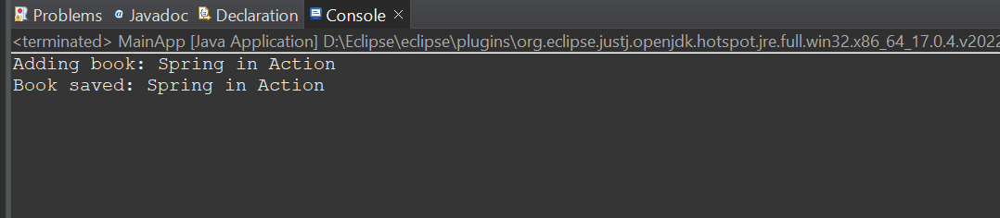 Problems @ Javadoc Declaration Console
<terminated> MainApp [Java Application] D:\Eclipse\eclipse\plugins\org.eclipse.justj.openjdk.hotspot.jre.full.win32.x86_64_17.0.4.v2022
Adding book: Spring in Action
Book saved: Spring in Action